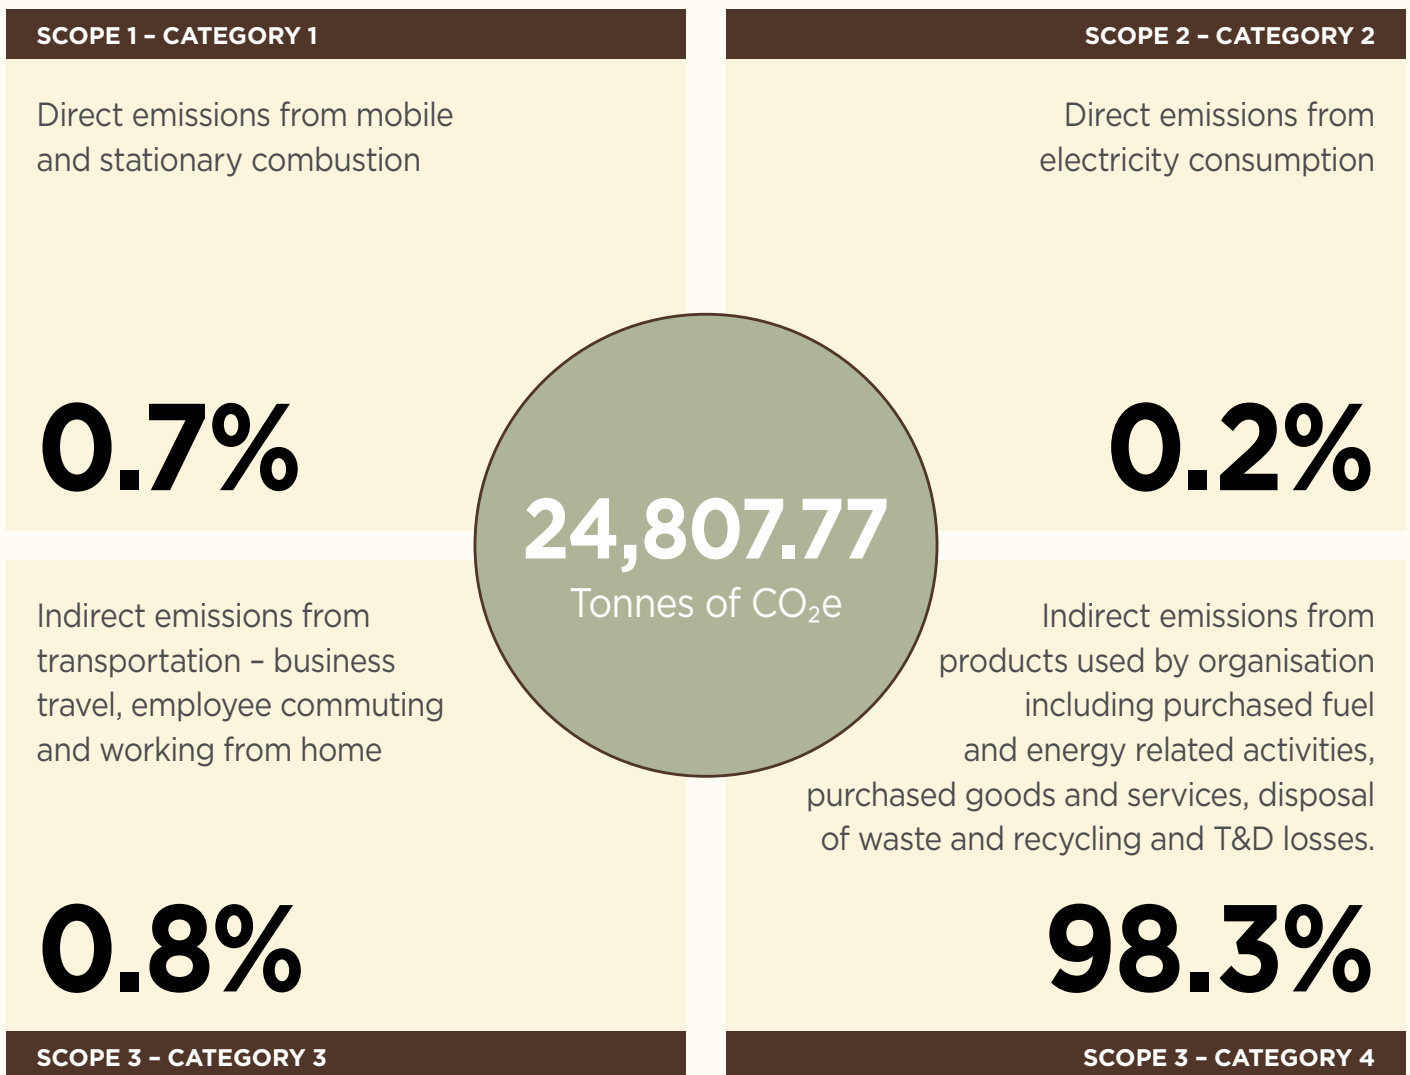 SCOPE 1 – CATEGORY 1
Direct emissions from mobile
and stationary combustion
0.7%
SCOPE 2 – CATEGORY 2
Direct emissions from
electricity consumption
0.2%
24,807.77
Tonnes of CO₂e
Indirect emissions from
transportation – business
travel, employee commuting
and working from home
0.8%
SCOPE 3 – CATEGORY 3
Indirect emissions from
products used by organisation
including purchased fuel
and energy related activities,
purchased goods and services, disposal
of waste and recycling and T&D losses.
98.3%
SCOPE 3 – CATEGORY 4